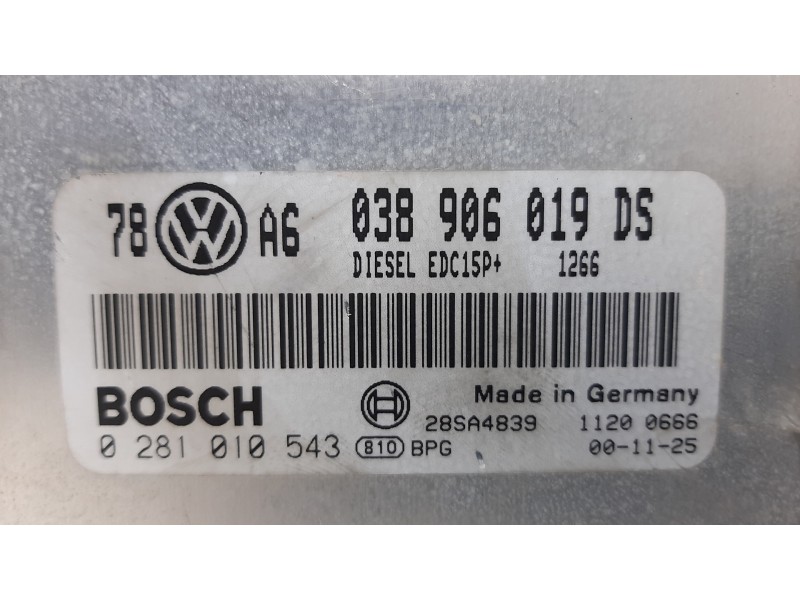 78 VW A6 038 906 019 DS
DIESEL EDC15P+ 1266
BOSCH Made in Germany
28SA4839 1120 0666
0 281 010 543 810 BPG 00-11-25